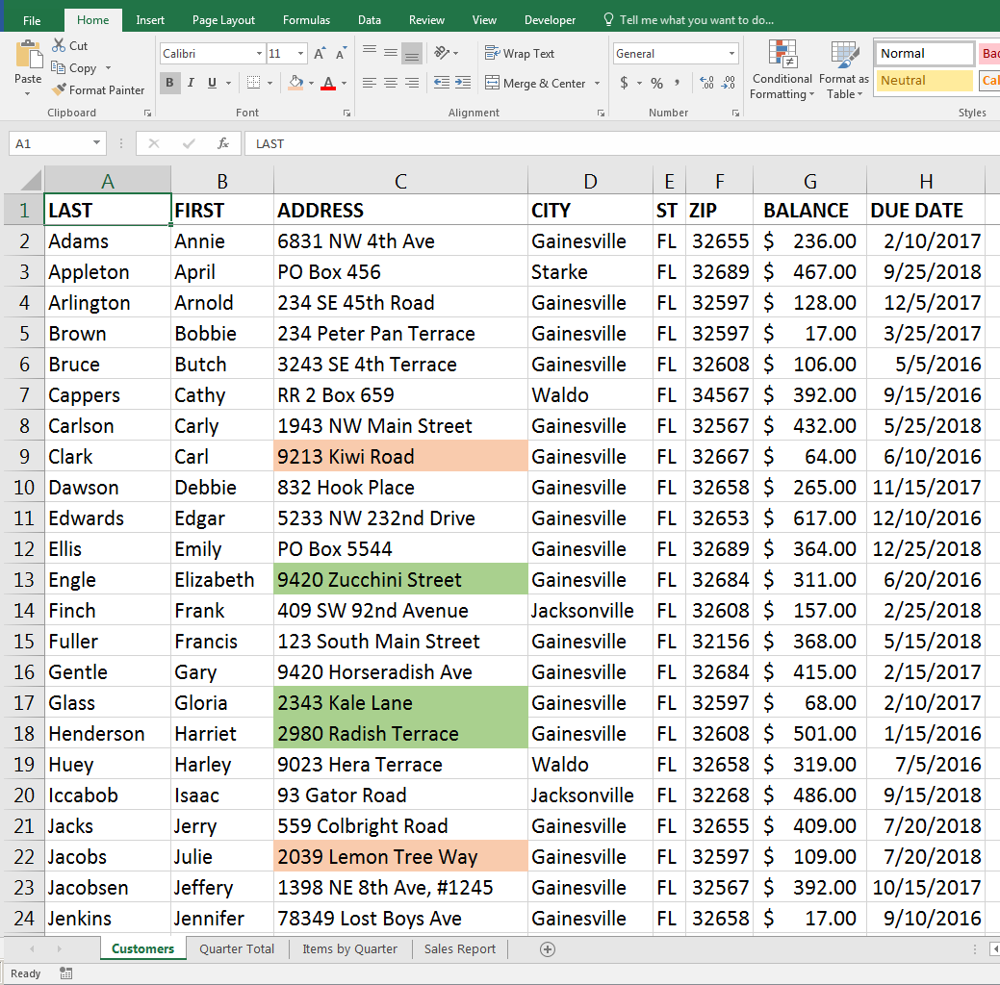 File Home Insert Page Layout Formulas Data Review View Developer Tell me what you want to do...
Cut
Copy
Format Painter
Paste
Clipboard
Calibri 11
B I U
Font
Wrap Text
Merge & Center
Alignment
General
$ % , .00 .00
Number
Conditional Formatting
Format as Table
Normal
Neutral
Styles
A1 fx LAST
A B C D E F G H
1 LAST FIRST ADDRESS CITY ST ZIP BALANCE DUE DATE
2 Adams Annie 6831 NW 4th Ave Gainesville FL 32655 $ 236.00 2/10/2017
3 Appleton April PO Box 456 Starke FL 32689 $ 467.00 9/25/2018
4 Arlington Arnold 234 SE 45th Road Gainesville FL 32597 $ 128.00 12/5/2017
5 Brown Bobbie 234 Peter Pan Terrace Gainesville FL 32597 $ 17.00 3/25/2017
6 Bruce Butch 3243 SE 4th Terrace Gainesville FL 32608 $ 106.00 5/5/2016
7 Cappers Cathy RR 2 Box 659 Waldo FL 34567 $ 392.00 9/15/2016
8 Carlson Carly 1943 NW Main Street Gainesville FL 32567 $ 432.00 5/25/2018
9 Clark Carl 9213 Kiwi Road Gainesville FL 32667 $ 64.00 6/10/2016
10 Dawson Debbie 832 Hook Place Gainesville FL 32658 $ 265.00 11/15/2017
11 Edwards Edgar 5233 NW 232nd Drive Gainesville FL 32653 $ 617.00 12/10/2016
12 Ellis Emily PO Box 5544 Gainesville FL 32689 $ 364.00 12/25/2018
13 Engle Elizabeth 9420 Zucchini Street Gainesville FL 32684 $ 311.00 6/20/2016
14 Finch Frank 409 SW 92nd Avenue Jacksonville FL 32608 $ 157.00 2/25/2018
15 Fuller Francis 123 South Main Street Gainesville FL 32156 $ 368.00 5/15/2018
16 Gentle Gary 9420 Horseradish Ave Gainesville FL 32684 $ 415.00 2/15/2017
17 Glass Gloria 2343 Kale Lane Gainesville FL 32597 $ 68.00 2/10/2017
18 Henderson Harriet 2980 Radish Terrace Gainesville FL 32608 $ 501.00 1/15/2016
19 Huey Harley 9023 Hera Terrace Waldo FL 32658 $ 319.00 7/5/2016
20 Iccabob Isaac 93 Gator Road Jacksonville FL 32268 $ 486.00 9/15/2018
21 Jacks Jerry 559 Colbright Road Gainesville FL 32655 $ 409.00 7/20/2018
22 Jacobs Julie 2039 Lemon Tree Way Gainesville FL 32597 $ 109.00 7/20/2018
23 Jacobsen Jeffery 1398 NE 8th Ave, #1245 Gainesville FL 32567 $ 392.00 10/15/2017
24 Jenkins Jennifer 78349 Lost Boys Ave Gainesville FL 32658 $ 17.00 9/10/2016
Customers Quarter Total Items by Quarter Sales Report
Ready